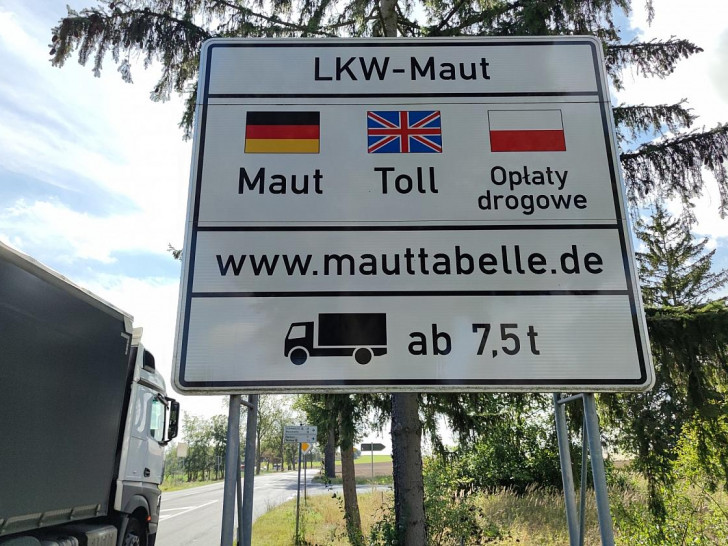 LKW-Maut
Maut
Toll
Opłaty
drogowe
www.mauttabelle.de
ab 7,5t